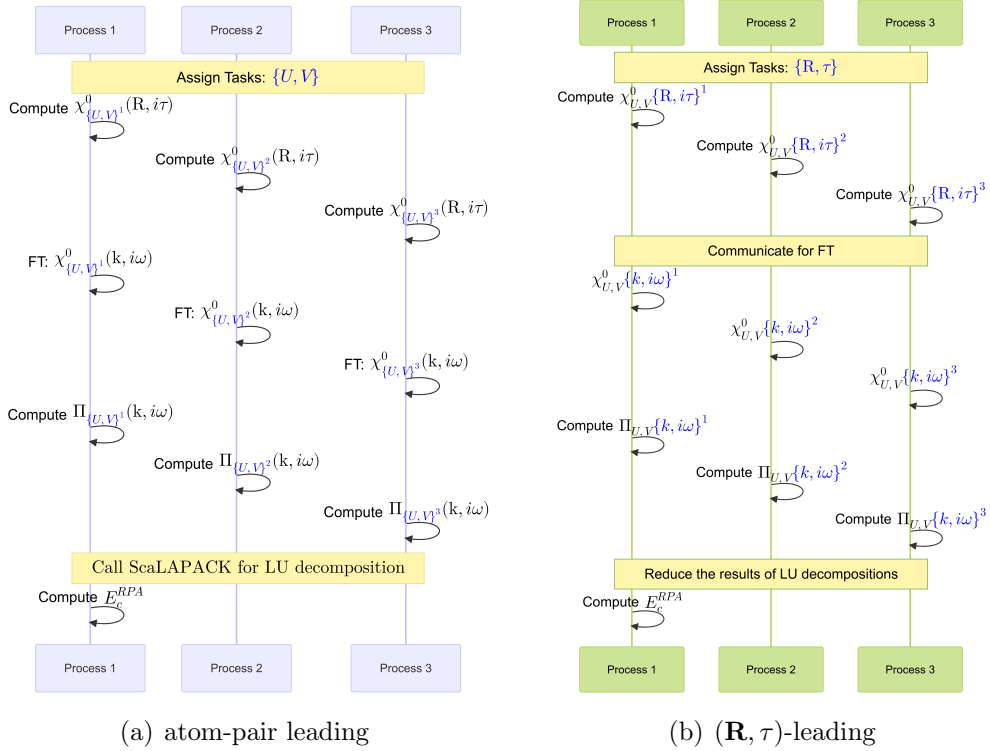 Process 1 Process 2 Process 3
Assign Tasks: {U, V}
Compute χ⁰_{{U,V}¹}(R, iτ)
Compute χ⁰_{{U,V}²}(R, iτ)
Compute χ⁰_{{U,V}³}(R, iτ)
FT: χ⁰_{{U,V}¹}(k, iω)
FT: χ⁰_{{U,V}²}(k, iω)
FT: χ⁰_{{U,V}³}(k, iω)
Compute Π_{{U,V}¹}(k, iω)
Compute Π_{{U,V}²}(k, iω)
Compute Π_{{U,V}³}(k, iω)
Call ScaLAPACK for LU decomposition
Compute E_c^{RPA}
Process 1 Process 2 Process 3
(a) atom-pair leading
Process 1 Process 2 Process 3
Assign Tasks: {R, τ}
Compute χ⁰_{U,V}{R, iτ}¹
Compute χ⁰_{U,V}{R, iτ}²
Compute χ⁰_{U,V}{R, iτ}³
Communicate for FT
χ⁰_{U,V}{k, iω}¹
χ⁰_{U,V}{k, iω}²
χ⁰_{U,V}{k, iω}³
Compute Π_{U,V}{k, iω}¹
Compute Π_{U,V}{k, iω}²
Compute Π_{U,V}{k, iω}³
Reduce the results of LU decompositions
Compute E_c^{RPA}
Process 1 Process 2 Process 3
(b) (R, τ)-leading